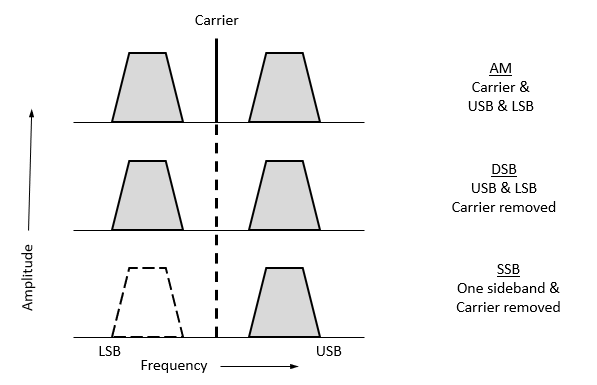 Carrier
AM
Carrier &
USB & LSB
DSB
USB & LSB
Carrier removed
SSB
One sideband &
Carrier removed
Amplitude
LSB
USB
Frequency